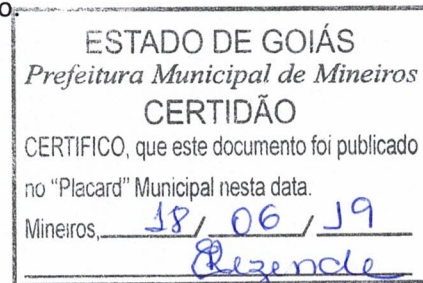 o.
ESTADO DE GOIÁS
Prefeitura Municipal de Mineiros
CERTIDÃO
CERTIFICO, que este documento foi publicado
no "Placard" Municipal nesta data.
Mineiros, 18/ 06 / 19
Rezende